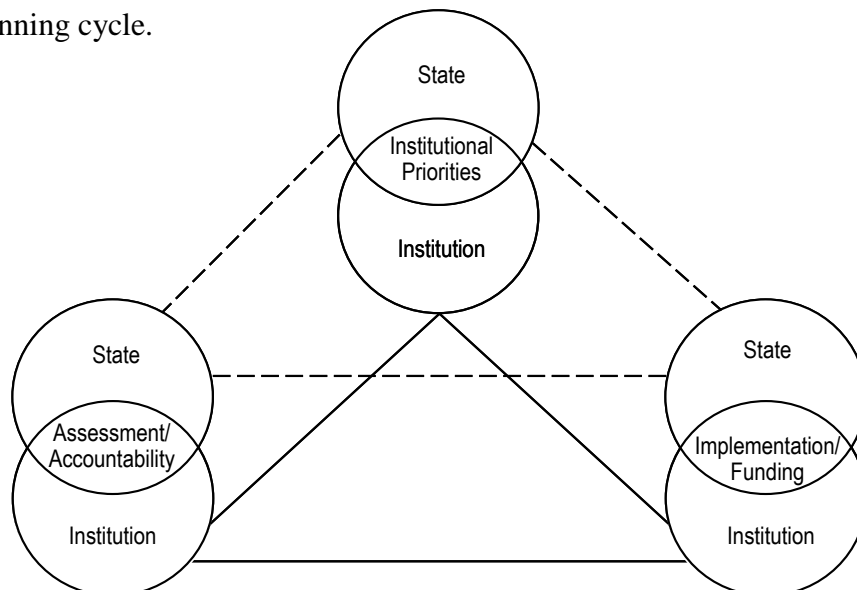 nning cycle.
State
Institutional
Priorities
Institution
State
Assessment/
Accountability
Institution
State
Implementation/
Funding
Institution